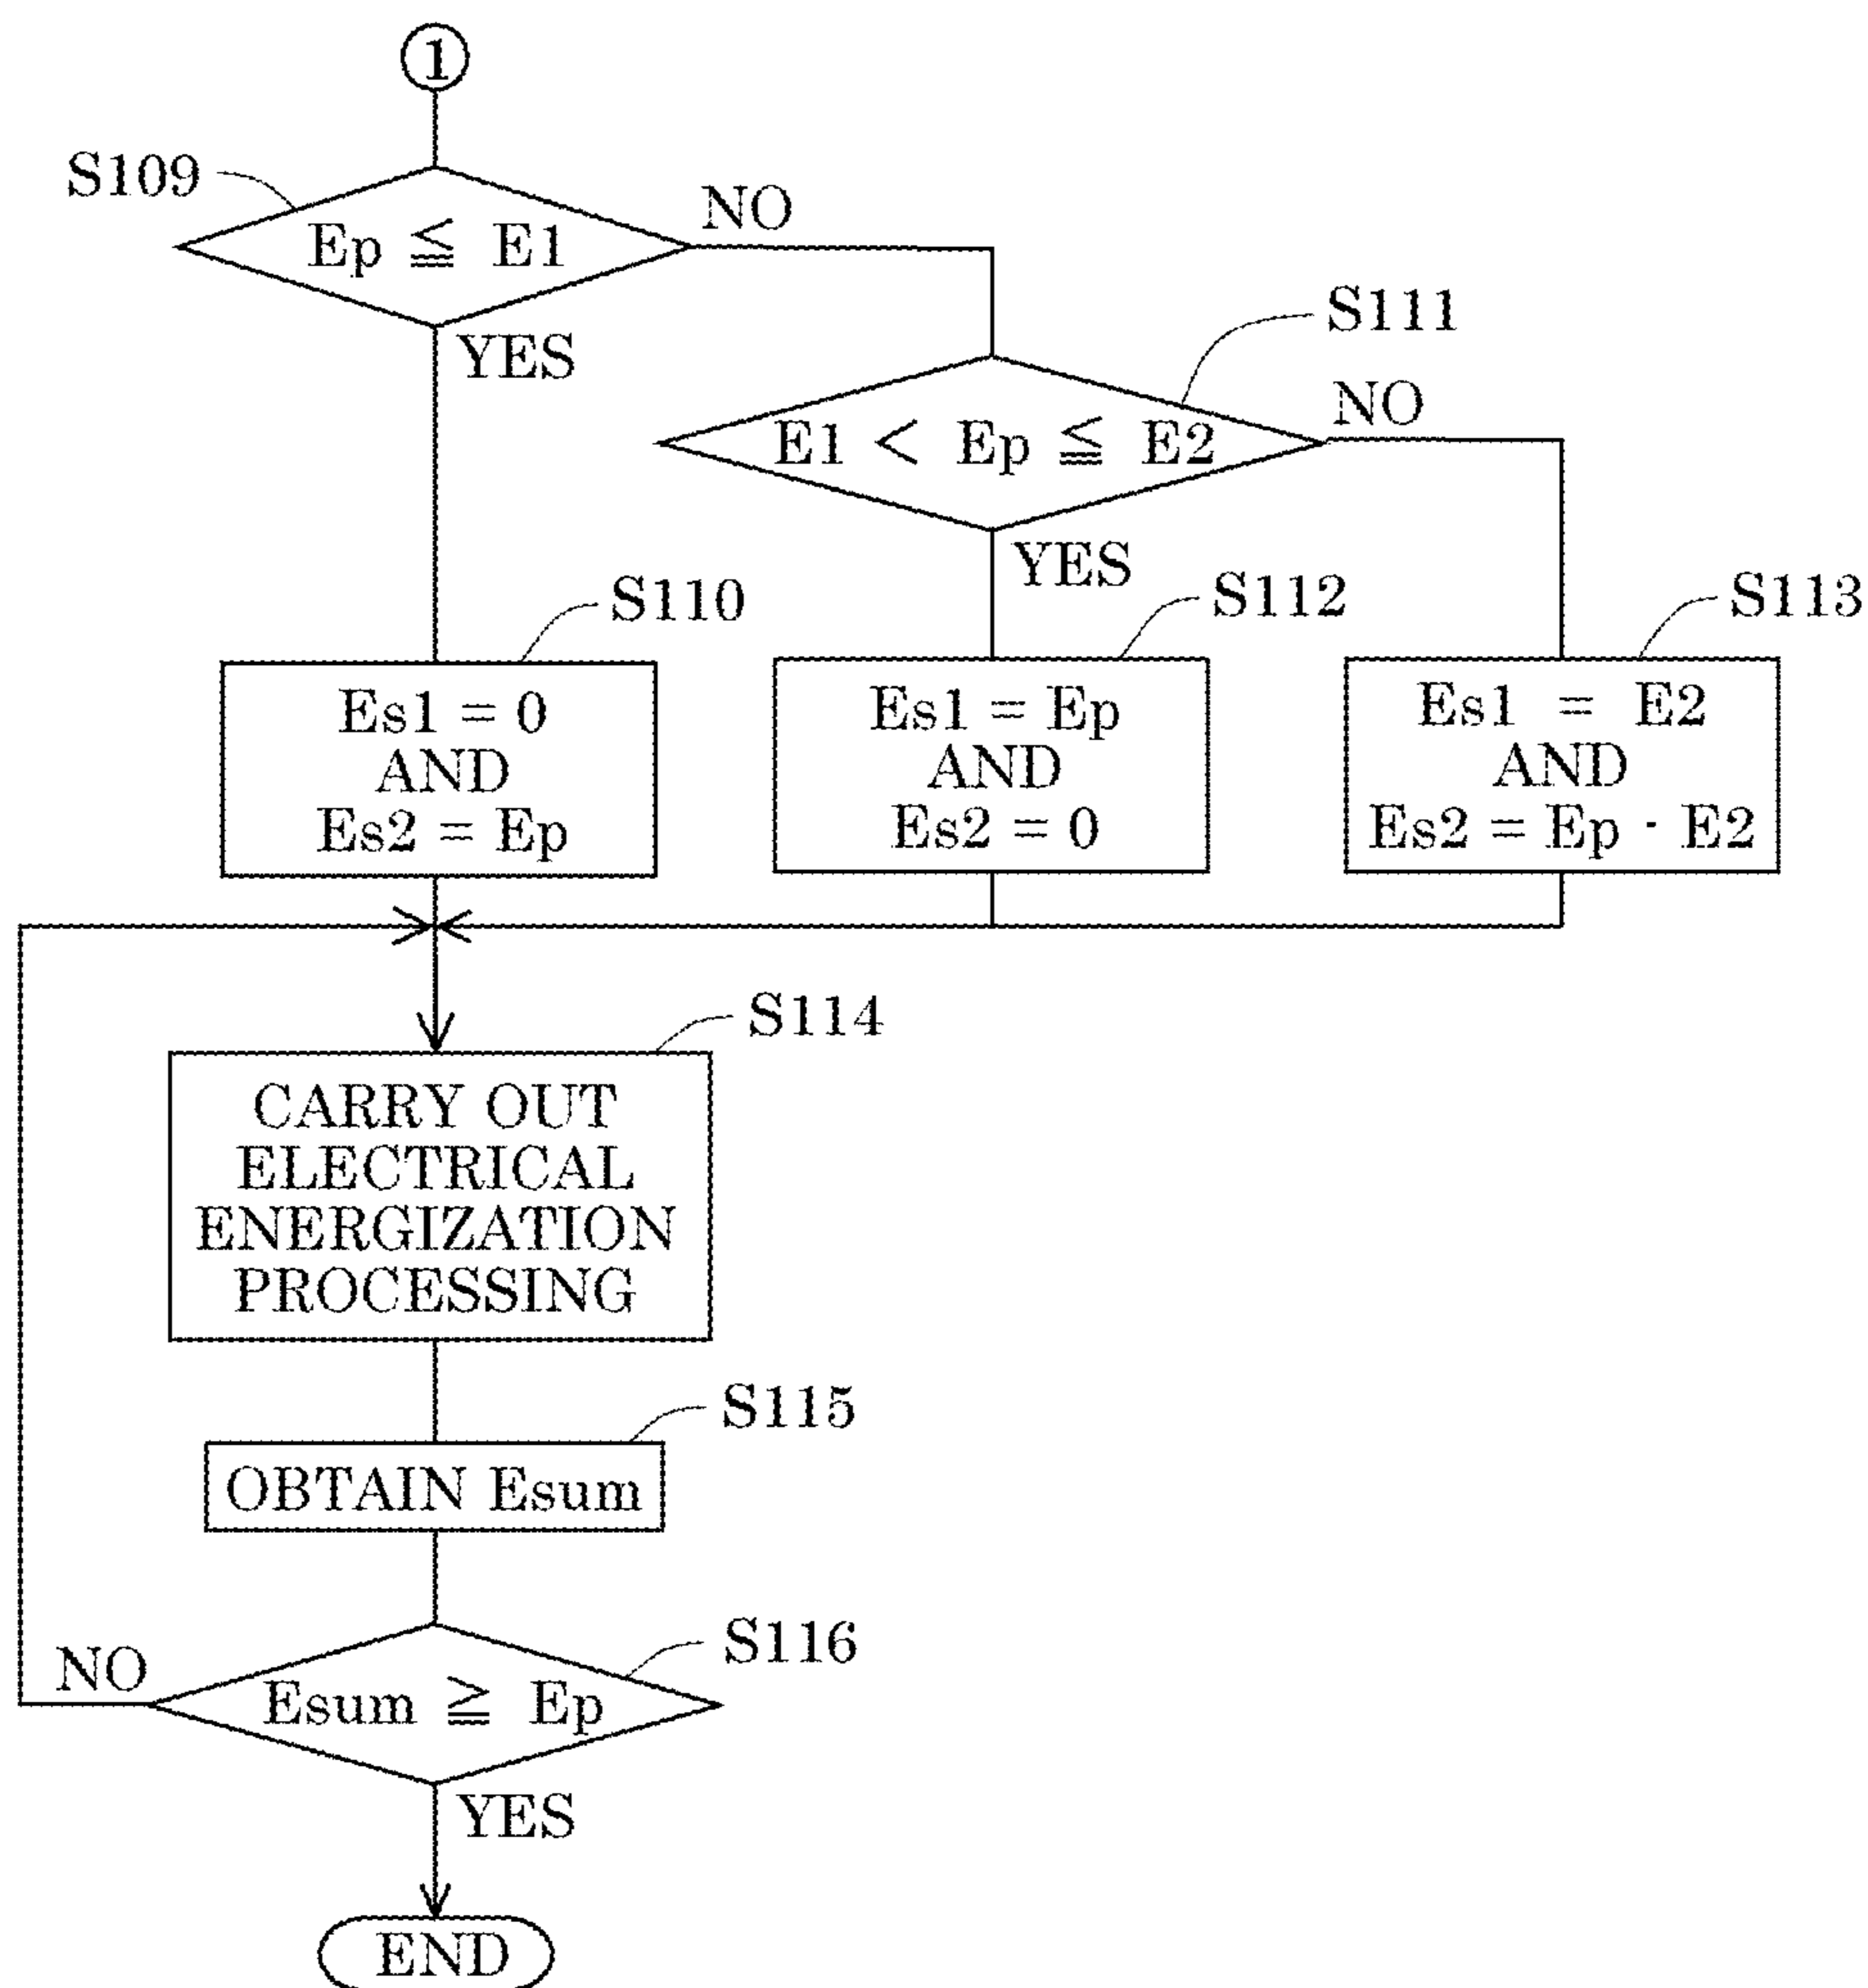 1
S109
Ep ≦ E1
NO
YES
S111
E1 < Ep ≦ E2
NO
YES
S110
Es1 = 0
AND
Es2 = Ep
S112
Es1 = Ep
AND
Es2 = 0
S113
Es1 = E2
AND
Es2 = Ep - E2
S114
CARRY OUT
ELECTRICAL
ENERGIZATION
PROCESSING
S115
OBTAIN Esum
S116
Esum ≧ Ep
NO
YES
END